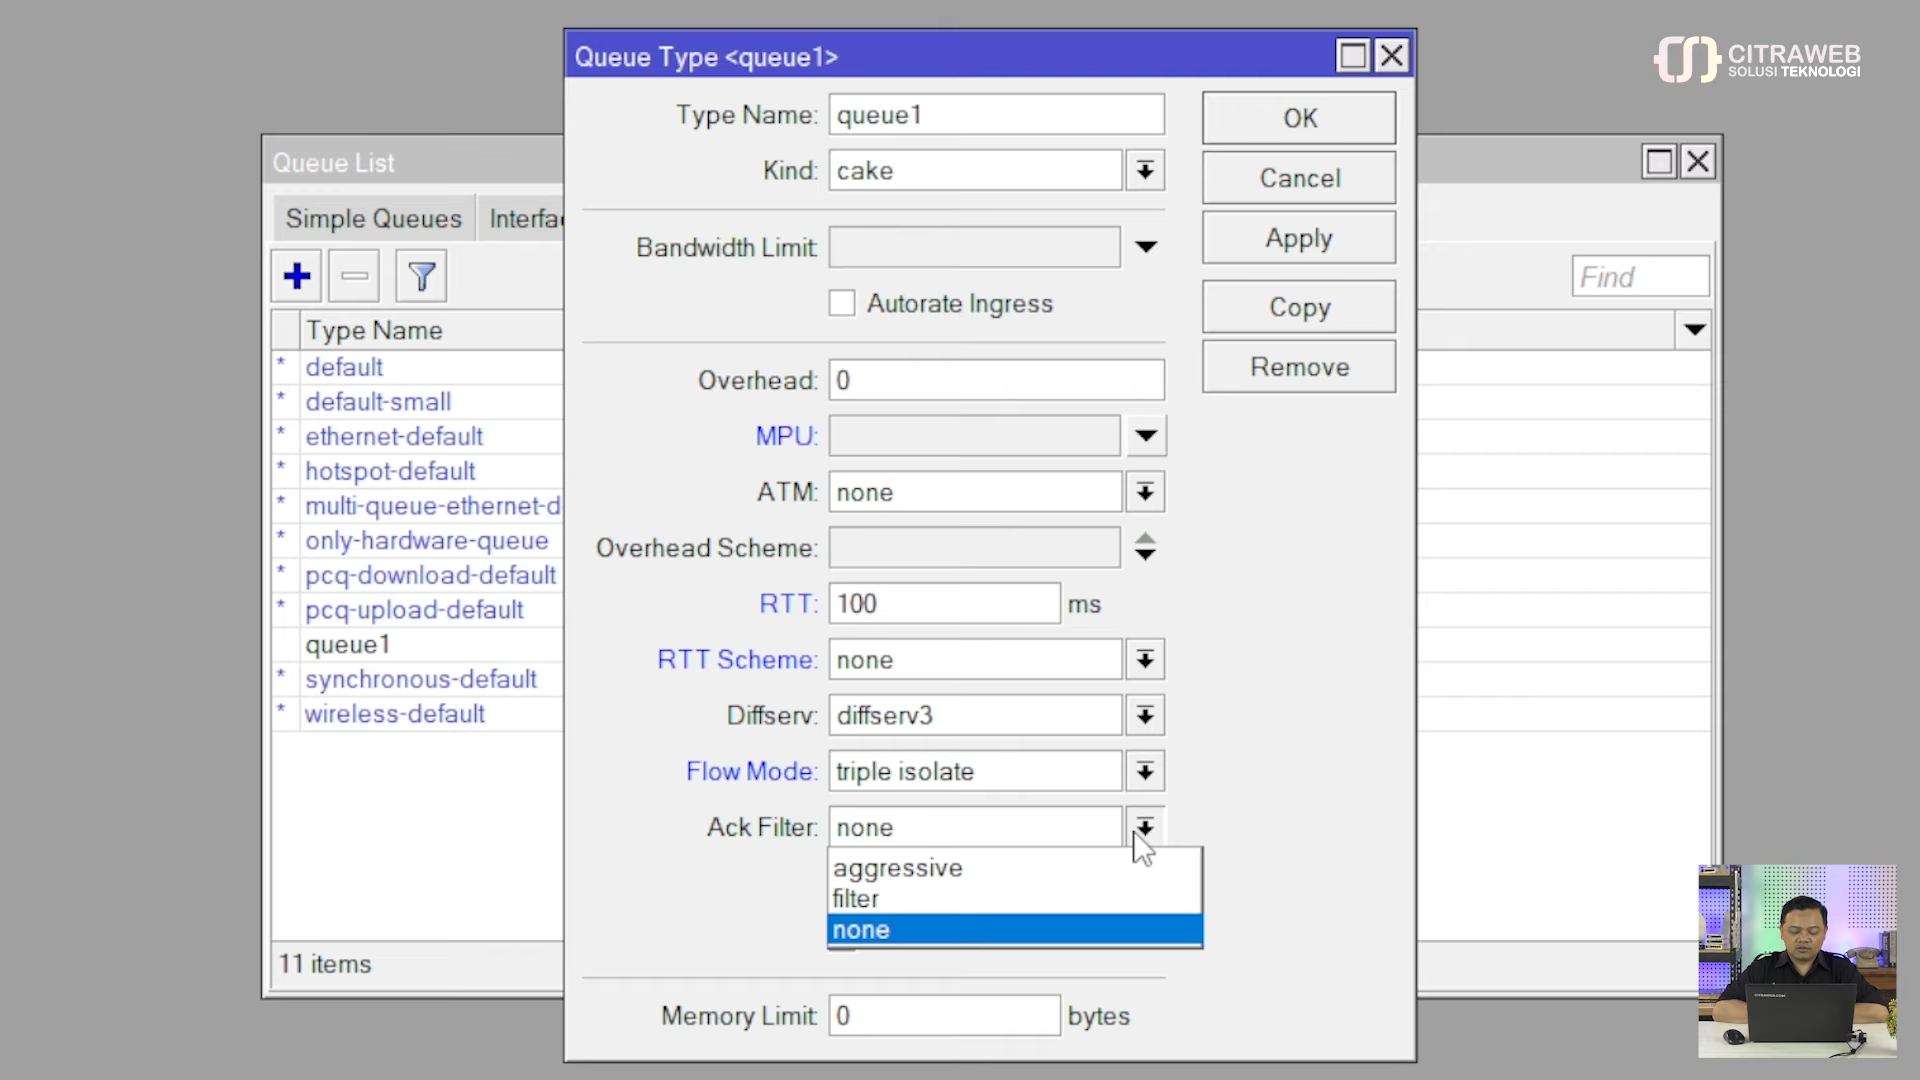 CITRAWEB
SOLUSI TEKNOLOGI
Queue Type <queue1>
Type Name: queue1
OK
Kind: cake
Cancel
Bandwidth Limit:
Apply
Autorate Ingress
Copy
Overhead: 0
Remove
MPU:
ATM: none
Overhead Scheme:
RTT: 100 ms
RTT Scheme: none
Diffserv: diffserv3
Flow Mode: triple isolate
Ack Filter: none
aggressive
filter
none
Memory Limit: 0 bytes
Queue List
Simple Queues
Find
Type Name
* default
* default-small
* ethernet-default
* hotspot-default
* multi-queue-ethernet-d
* only-hardware-queue
* pcq-download-default
* pcq-upload-default
queue1
* synchronous-default
* wireless-default
11 items
CITRAWEB.COM